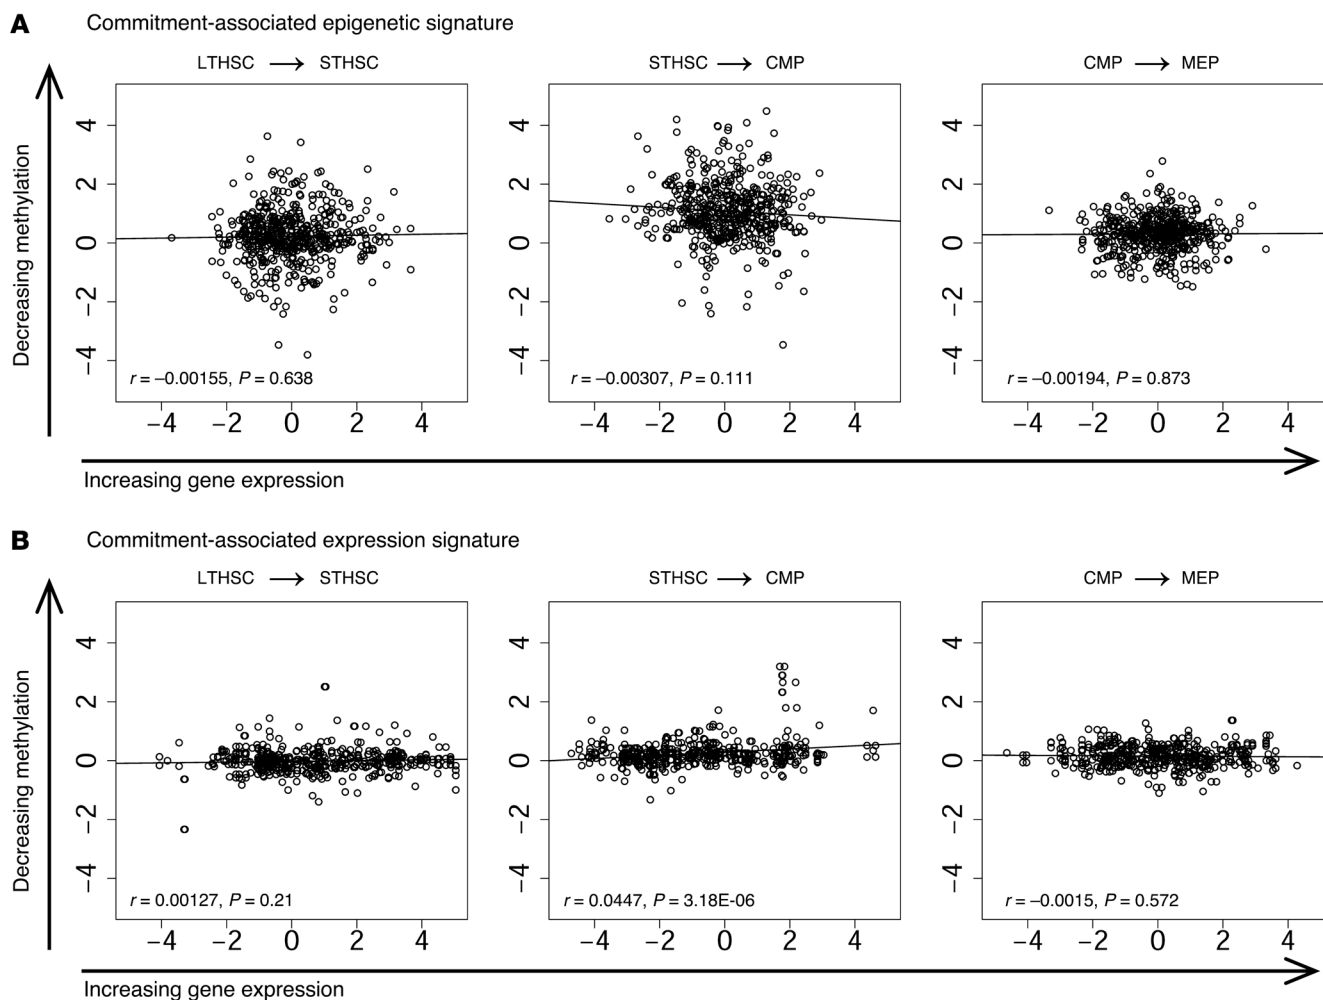 A Commitment-associated epigenetic signature
LTHSC → STHSC
STHSC → CMP
CMP → MEP
Decreasing methylation
4
2
0
−2
−4
r = −0.00155, P = 0.638
−4 −2 0 2 4
4
2
0
−2
−4
r = −0.00307, P = 0.111
−4 −2 0 2 4
4
2
0
−2
−4
r = −0.00194, P = 0.873
−4 −2 0 2 4
Increasing gene expression
B Commitment-associated expression signature
LTHSC → STHSC
STHSC → CMP
CMP → MEP
Decreasing methylation
4
2
0
−2
−4
r = 0.00127, P = 0.21
−4 −2 0 2 4
4
2
0
−2
−4
r = 0.0447, P = 3.18E-06
−4 −2 0 2 4
4
2
0
−2
−4
r = −0.0015, P = 0.572
−4 −2 0 2 4
Increasing gene expression